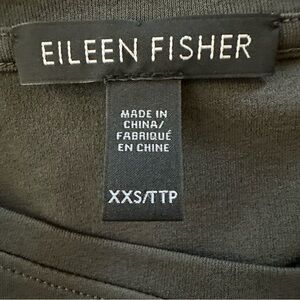 EILEEN FISHER
MADE IN
CHINA/
FABRIQUÉ
EN CHINE
XXS/TTP